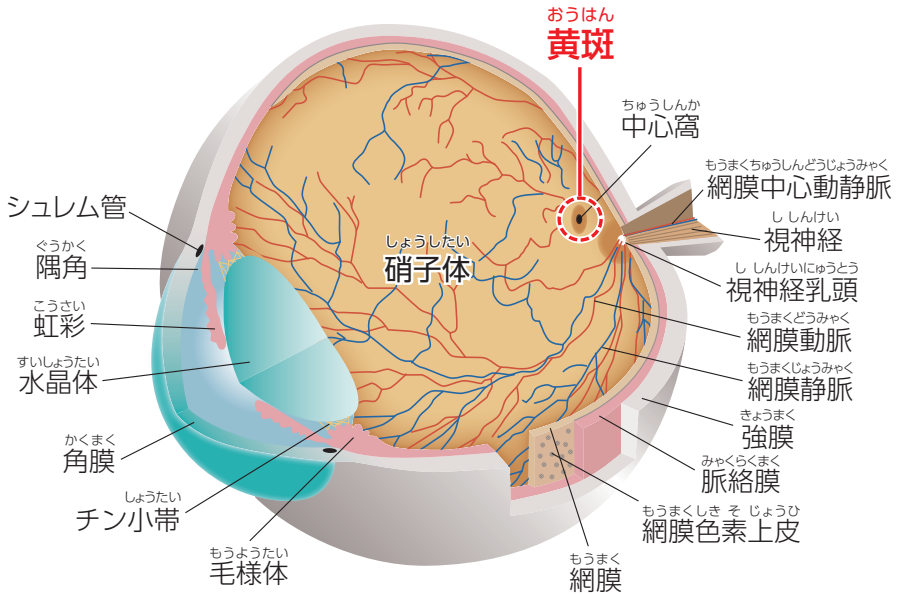 おうはん
黄斑
ちゅうしんか
中心窩
もうまくちゅうしんどうじょうみゃく
網膜中心動静脈
し しんけい
視神経
し しんけいにゅうとう
視神経乳頭
もうまくどうみゃく
網膜動脈
もうまくじょうみゃく
網膜静脈
きょうまく
強膜
みゃくらくまく
脈絡膜
もうまくしき そ じょうひ
網膜色素上皮
もうまく
網膜
しょうしたい
硝子体
シュレム管
ぐうかく
隅角
こうさい
虹彩
すいしょうたい
水晶体
かくまく
角膜
しょうたい
チン小帯
もうようたい
毛様体